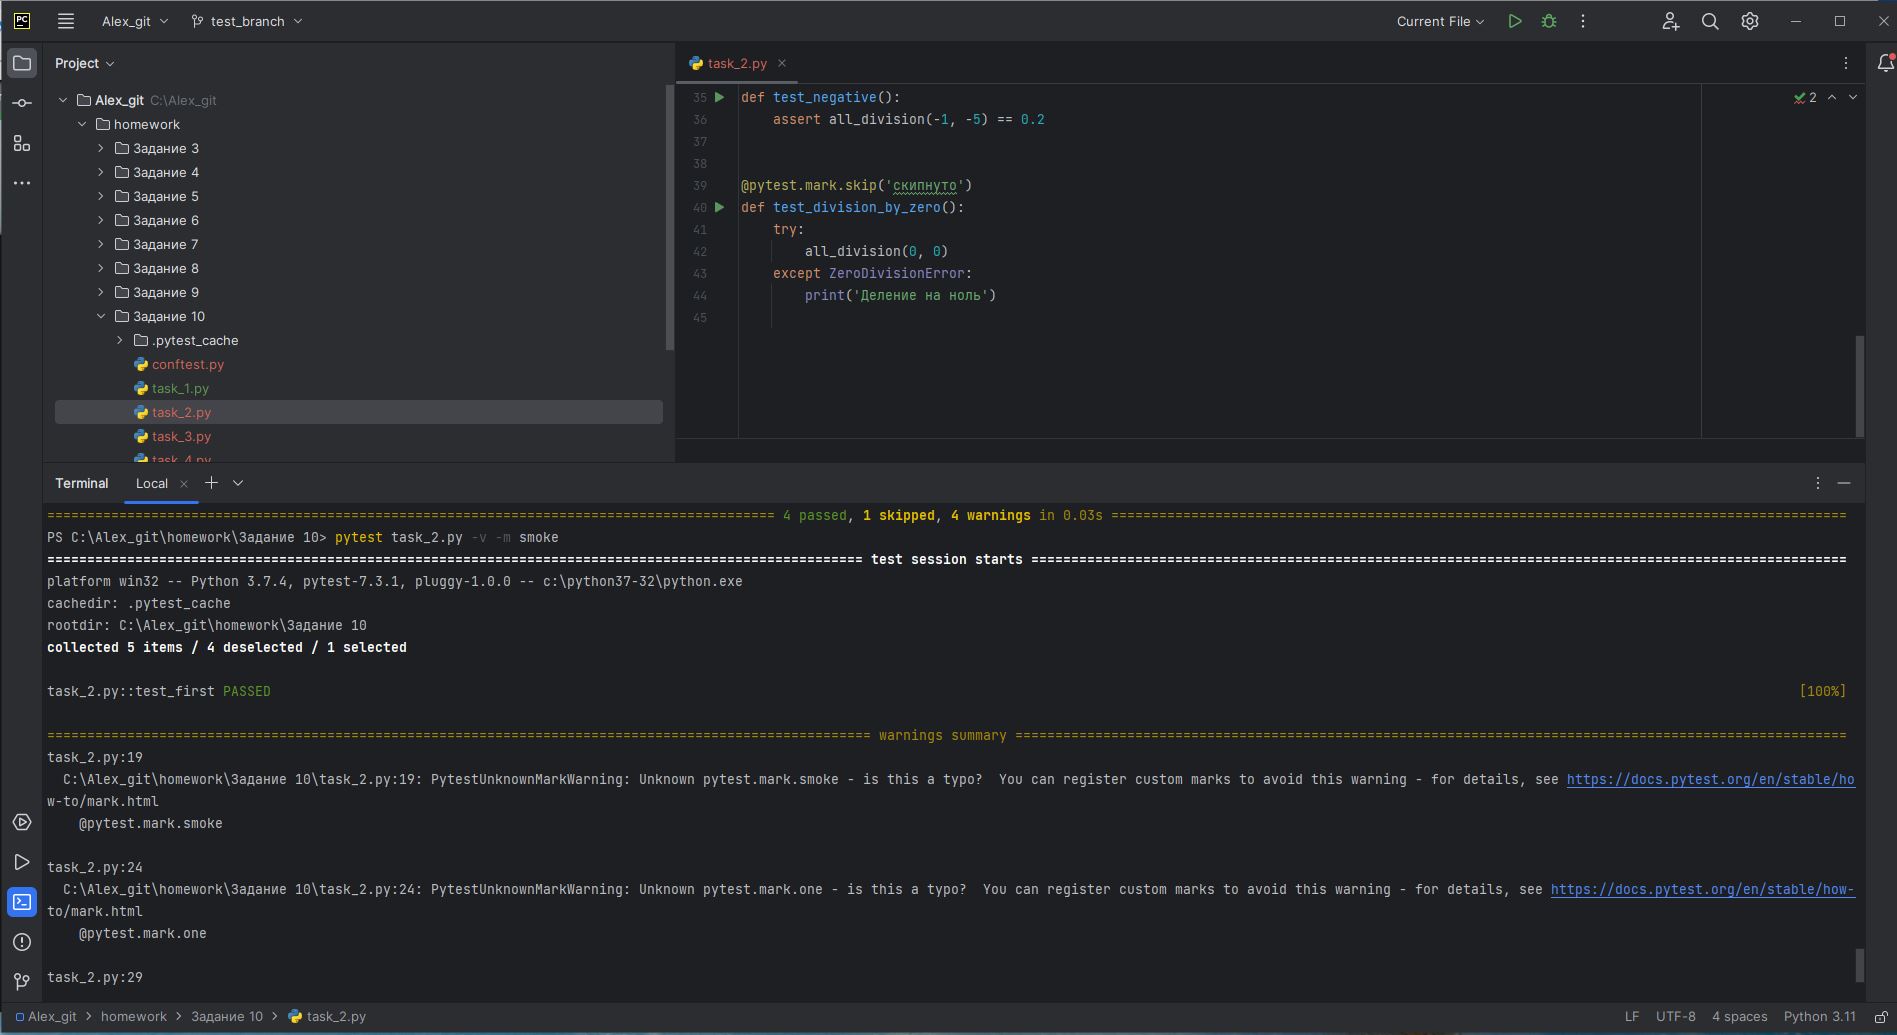 PC
Alex_git
test_branch
Current File
Project
task_2.py
Alex_git C:\Alex_git
homework
Задание 3
Задание 4
Задание 5
Задание 6
Задание 7
Задание 8
Задание 9
Задание 10
.pytest_cache
conftest.py
task_1.py
task_2.py
task_3.py
task_4.py
2
35 def test_negative():
36 assert all_division(-1, -5) == 0.2
37
38
39 @pytest.mark.skip('скипнуто')
40 def test_division_by_zero():
41 try:
42 all_division(0, 0)
43 except ZeroDivisionError:
44 print('Деление на ноль')
45
Terminal Local
=========== 4 passed, 1 skipped, 4 warnings in 0.03s ===========
PS C:\Alex_git\homework\Задание 10> pytest task_2.py -v -m smoke
=========== test session starts ===========
platform win32 -- Python 3.7.4, pytest-7.3.1, pluggy-1.0.0 -- c:\python37-32\python.exe
cachedir: .pytest_cache
rootdir: C:\Alex_git\homework\Задание 10
collected 5 items / 4 deselected / 1 selected
task_2.py::test_first PASSED [100%]
=========== warnings summary ===========
task_2.py:19
C:\Alex_git\homework\Задание 10\task_2.py:19: PytestUnknownMarkWarning: Unknown pytest.mark.smoke - is this a typo?  You can register custom marks to avoid this warning - for details, see https://docs.pytest.org/en/stable/ho
w-to/mark.html
@pytest.mark.smoke
task_2.py:24
C:\Alex_git\homework\Задание 10\task_2.py:24: PytestUnknownMarkWarning: Unknown pytest.mark.one - is this a typo?  You can register custom marks to avoid this warning - for details, see https://docs.pytest.org/en/stable/how-
to/mark.html
@pytest.mark.one
task_2.py:29
Alex_git > homework > Задание 10 > task_2.py
LF UTF-8 4 spaces Python 3.11